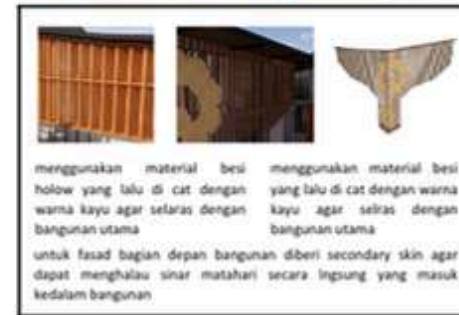 menggunakan material besi
holow yang lalu di cat dengan
warna kayu agar selaras dengan
bangunan utama
menggunakan material besi
yang lalu di cat dengan warna
kayu agar selras dengan
bangunan utama
untuk fasad bagian depan bangunan diberi secondary skin agar
dapat menghalau sinar matahari secara lngsung yang masuk
kedalam bangunan